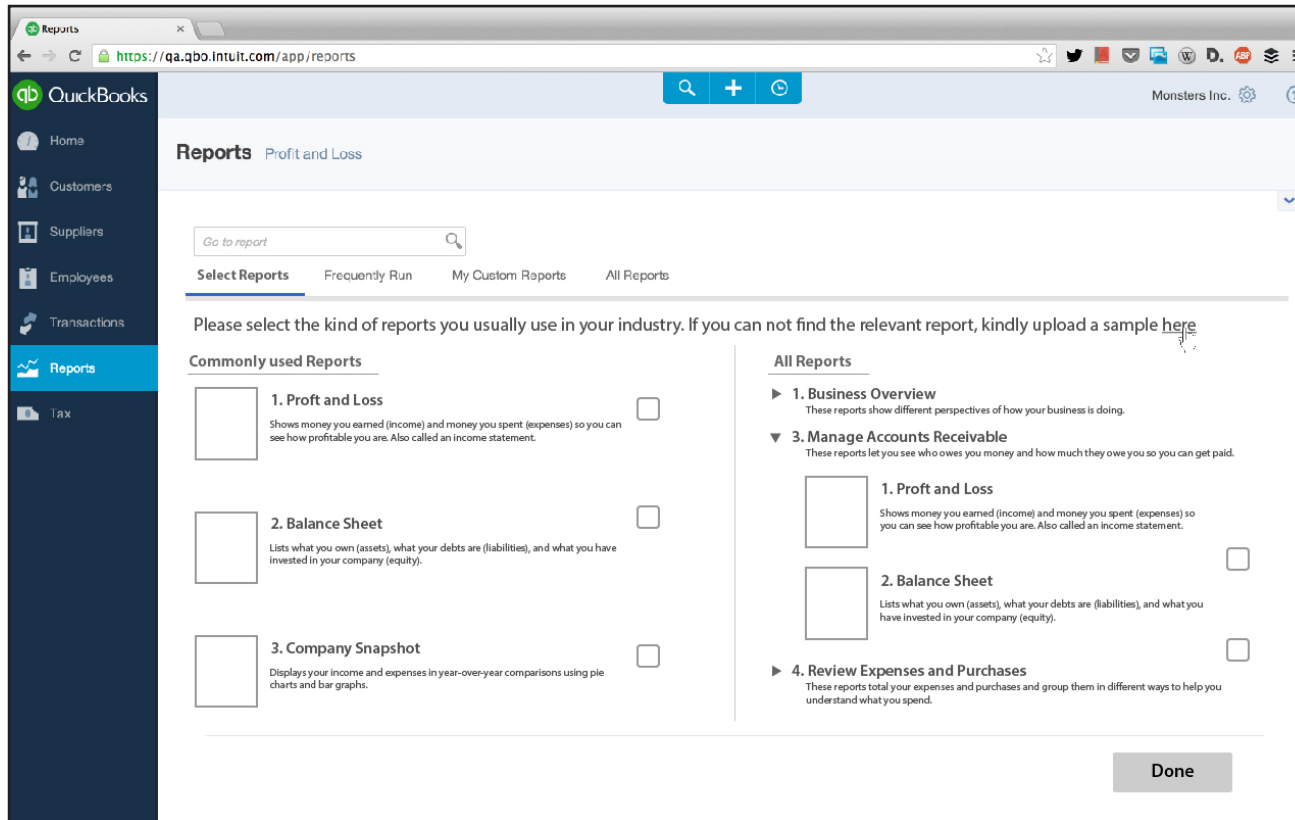 Reports
https://qa.qbo.intuit.com/app/reports
W
D.
ABP
qb QuickBooks
Monsters Inc.
?
Home
Customers
Suppliers
Employees
Transactions
Reports
Tax
Reports Profit and Loss
Go to report
Select Reports Frequently Run My Custom Reports All Reports
Please select the kind of reports you usually use in your industry. If you can not find the relevant report, kindly upload a sample here
Commonly used Reports
1. Proft and Loss
Shows money you earned (income) and money you spent (expenses) so you can
see how profitable you are. Also called an income statement.
2. Balance Sheet
Lists what you own (assets), what your debts are (liabilities), and what you have
invested in your company (equity).
3. Company Snapshot
Displays your income and expenses in year-over-year comparisons using pie
charts and bar graphs.
All Reports
1. Business Overview
These reports show different perspectives of how your business is doing.
3. Manage Accounts Receivable
These reports let you see who owes you money and how much they owe you so you can get paid.
1. Proft and Loss
Shows money you earned (income) and money you spent (expenses) so
you can see how profitable you are. Also called an income statement.
2. Balance Sheet
Lists what you own (assets), what your debts are (liabilities), and what you
have invested in your company (equity).
4. Review Expenses and Purchases
These reports total your expenses and purchases and group them in different ways to help you
understand what you spend.
Done